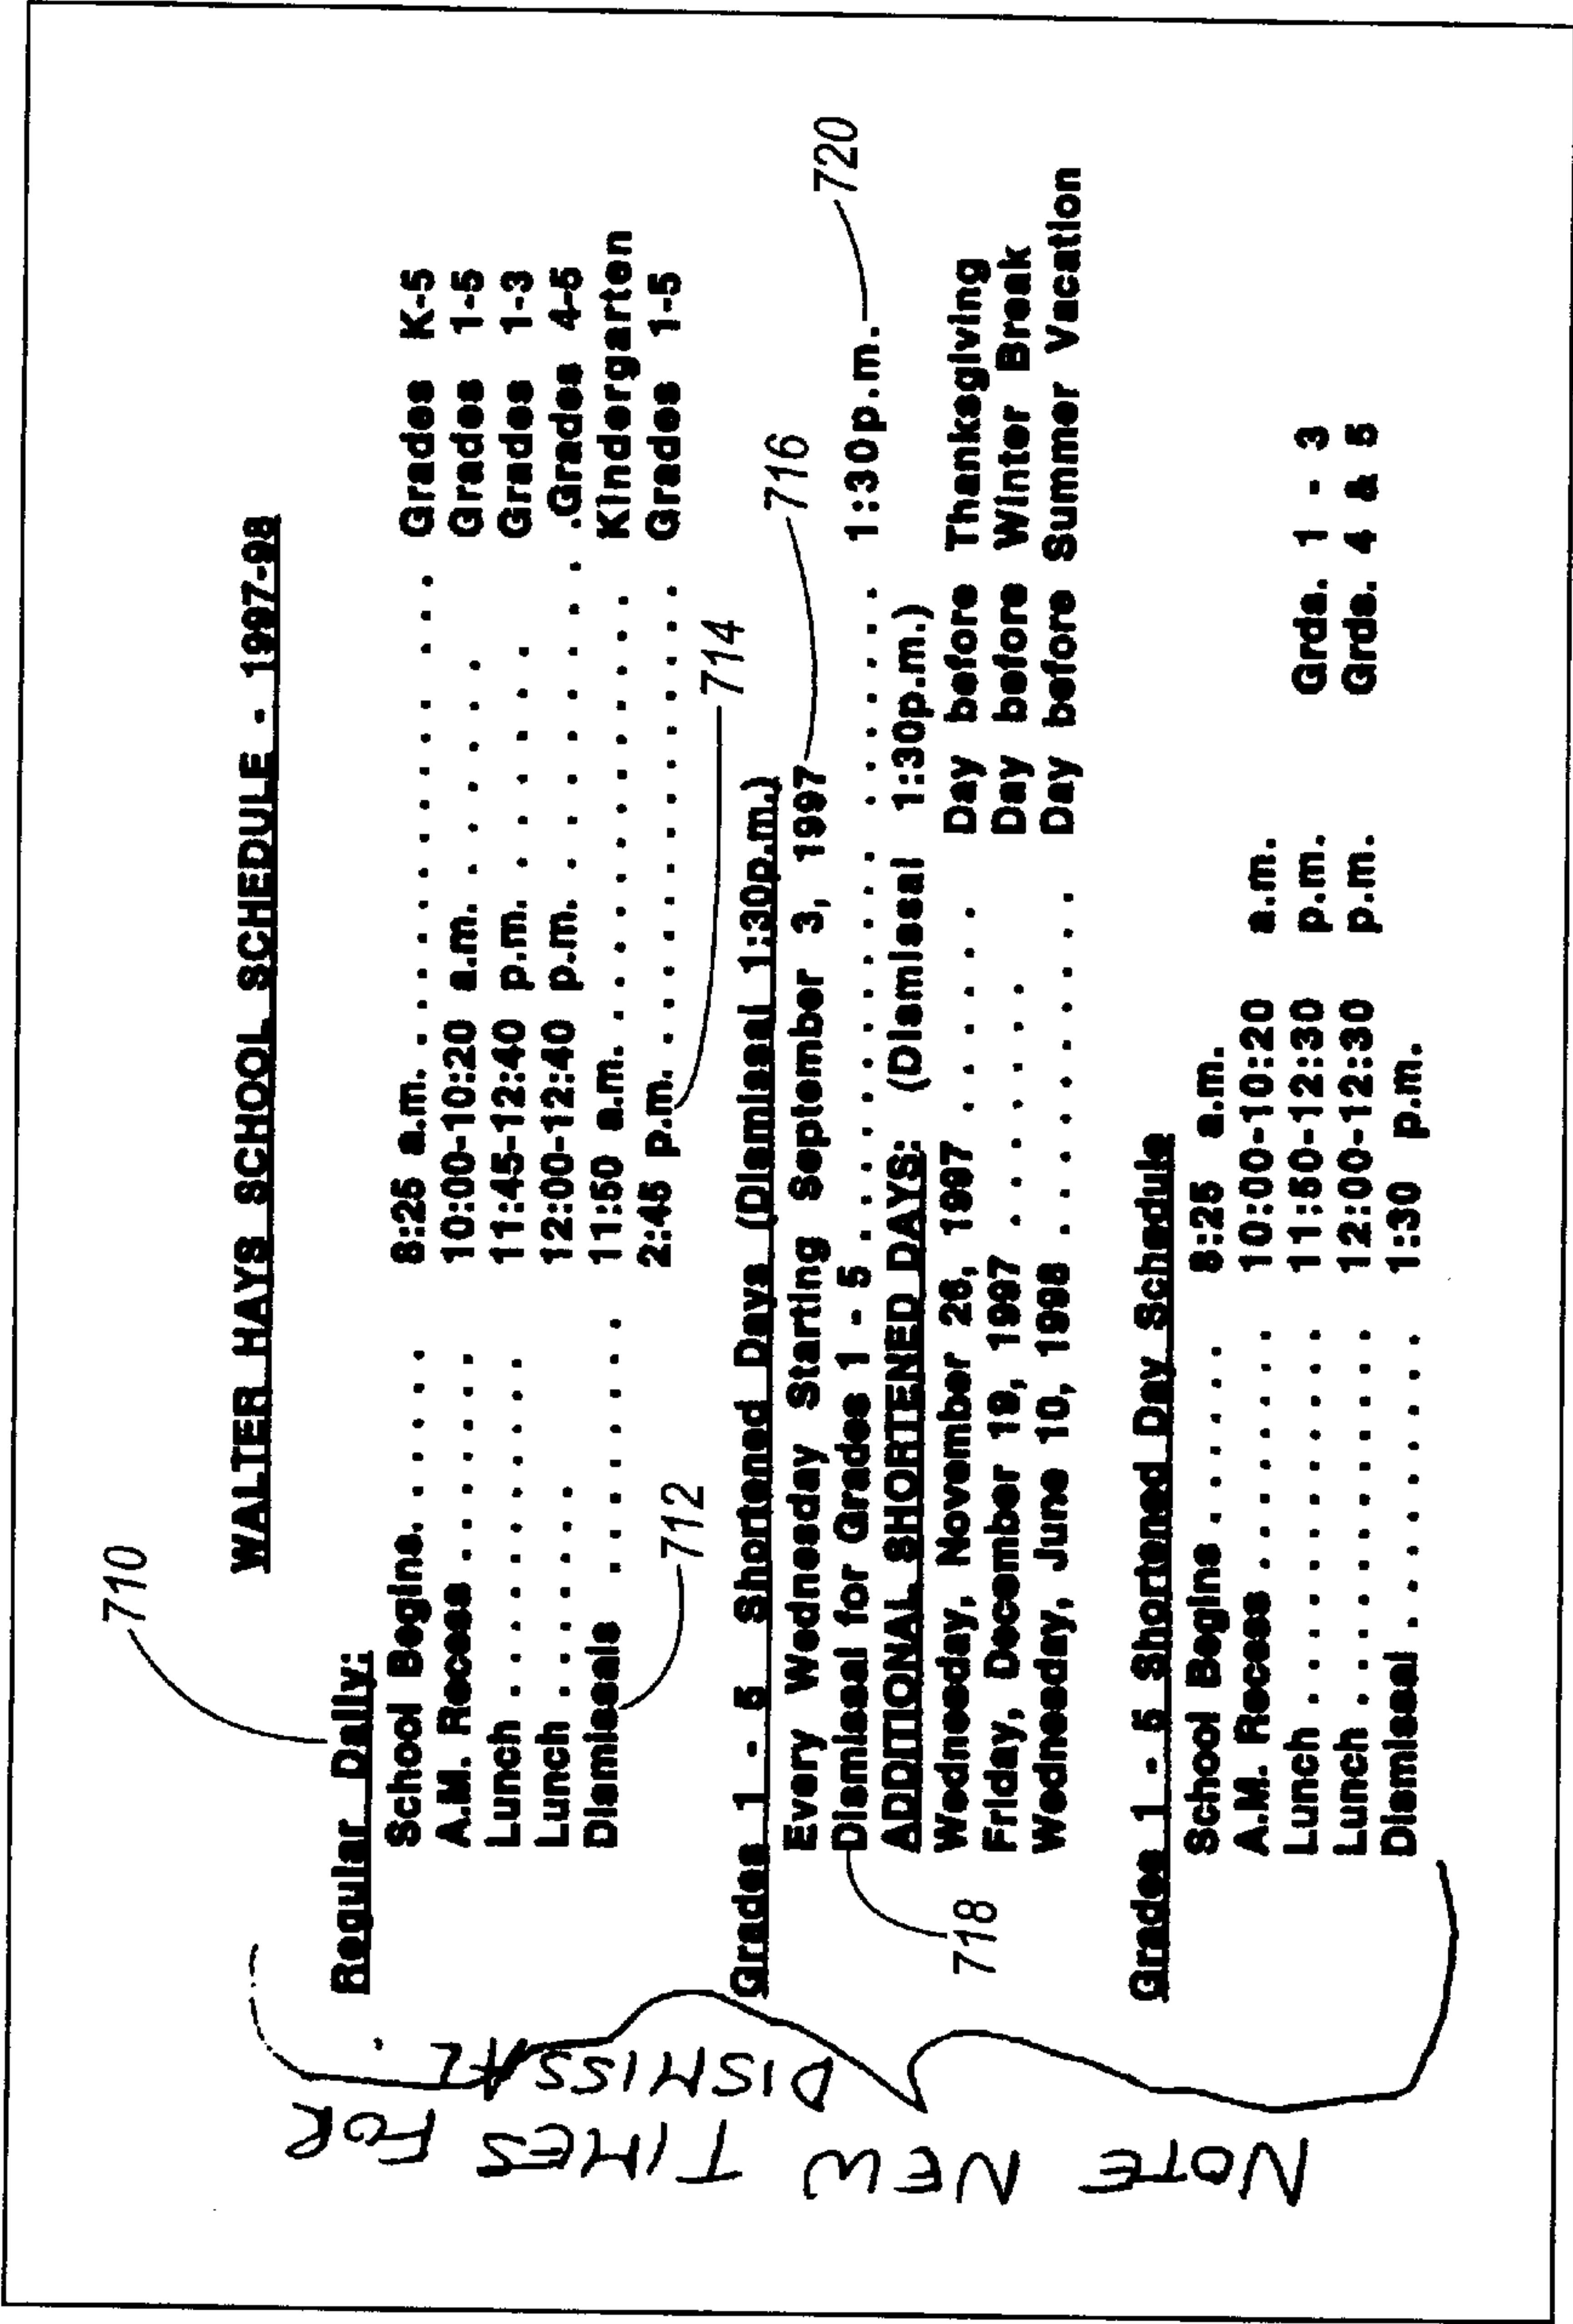 WALTER HAYS SCHOOL SCHEDULE - 1997-98
710
Regular Daily:
School Begins. . . . . . 8:25 a.m. . . . . . . . . . . . . . . Grades K-5
A.M. Recess . . . . . . 10:00-10:20 a.m. . . . . . . Grades 1-5
Lunch . . . . . . . . . 11:45-12:40 p.m. . . . . . . Grades 1-3
Lunch . . . . . 12:00-12:40 p.m. . . . . . . . . . Grades 4-5
Dismissals . . . . . . . 11:50 a.m. . . . . . . . . . . . . Kindergarten
2:45 p.m. . . . . . . . . . . . . Grades 1-5
712
714
Grades 1 - 5 Shortened Days (Dismissal 1:30p.m.)
Every Wednesday Starting September 3, 1997 716
Dismissal for Grades 1 - 5 . . . . . . . . . . . . . . . . . . . . 1:30p.m. 720
ADDITIONAL SHORTENED DAYS: (Dismissal 1:30p.m.)
Wednesday, November 26, 1997 . . . . . . Day before Thanksgiving
Friday, December 19, 1997 . . . . . . Day before Winter Break
Wednesday, June 10, 1998 . . . . . . . . . . Day before Summer Vacation
718
Grades 1 - 5 Shortened Day Schedule
School Begins . . . . . . 8:25 a.m.
A.M. Recess . . . . . . . . 10:00-10:20 a.m.
Lunch . . . . . . . . . . . 11:50-12:30 p.m. Grds. 1 - 3
Lunch . . . . . . . . . . . 12:00-12:30 p.m. Grds. 4 & 5
Dismissal . . . . . . . . . . 1:30 p.m.
NOTE NEW TIMES FOR
DISMISSAL.